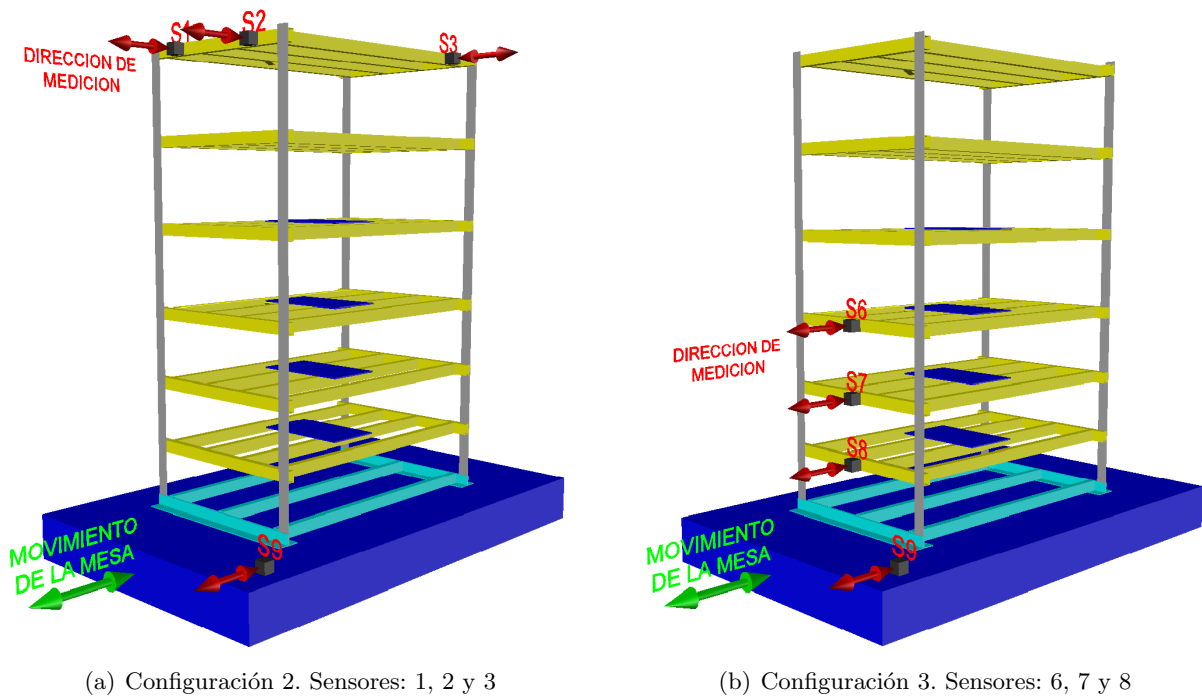 S1
S2
S3
DIRECCION DE
MEDICION
S9
MOVIMIENTO
DE LA MESA
(a) Configuración 2. Sensores: 1, 2 y 3
S6
DIRECCION DE
MEDICION
S7
S8
S9
MOVIMIENTO
DE LA MESA
(b) Configuración 3. Sensores: 6, 7 y 8